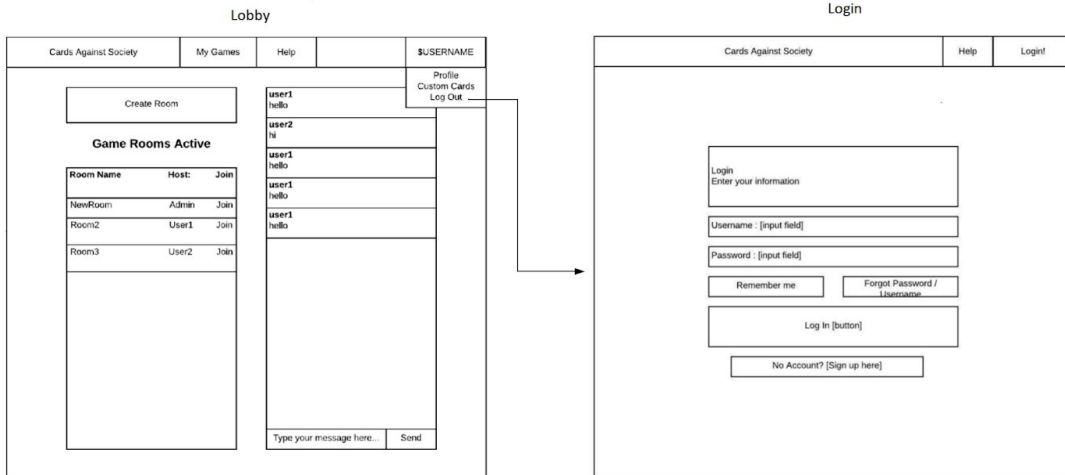 Lobby
Cards Against Society
My Games
Help
$USERNAME
Profile
Custom Cards
Log Out
Create Room
Game Rooms Active
Room Name Host: Join
NewRoom Admin Join
Room2 User1 Join
Room3 User2 Join
user1
hello
user2
hi
user1
hello
user1
hello
user1
hello
Type your message here...
Send
Login
Cards Against Society
Help
Login!
Login
Enter your information
Username : [input field]
Password : [input field]
Remember me
Forgot Password /
Username
Log In [button]
No Account? [Sign up here]